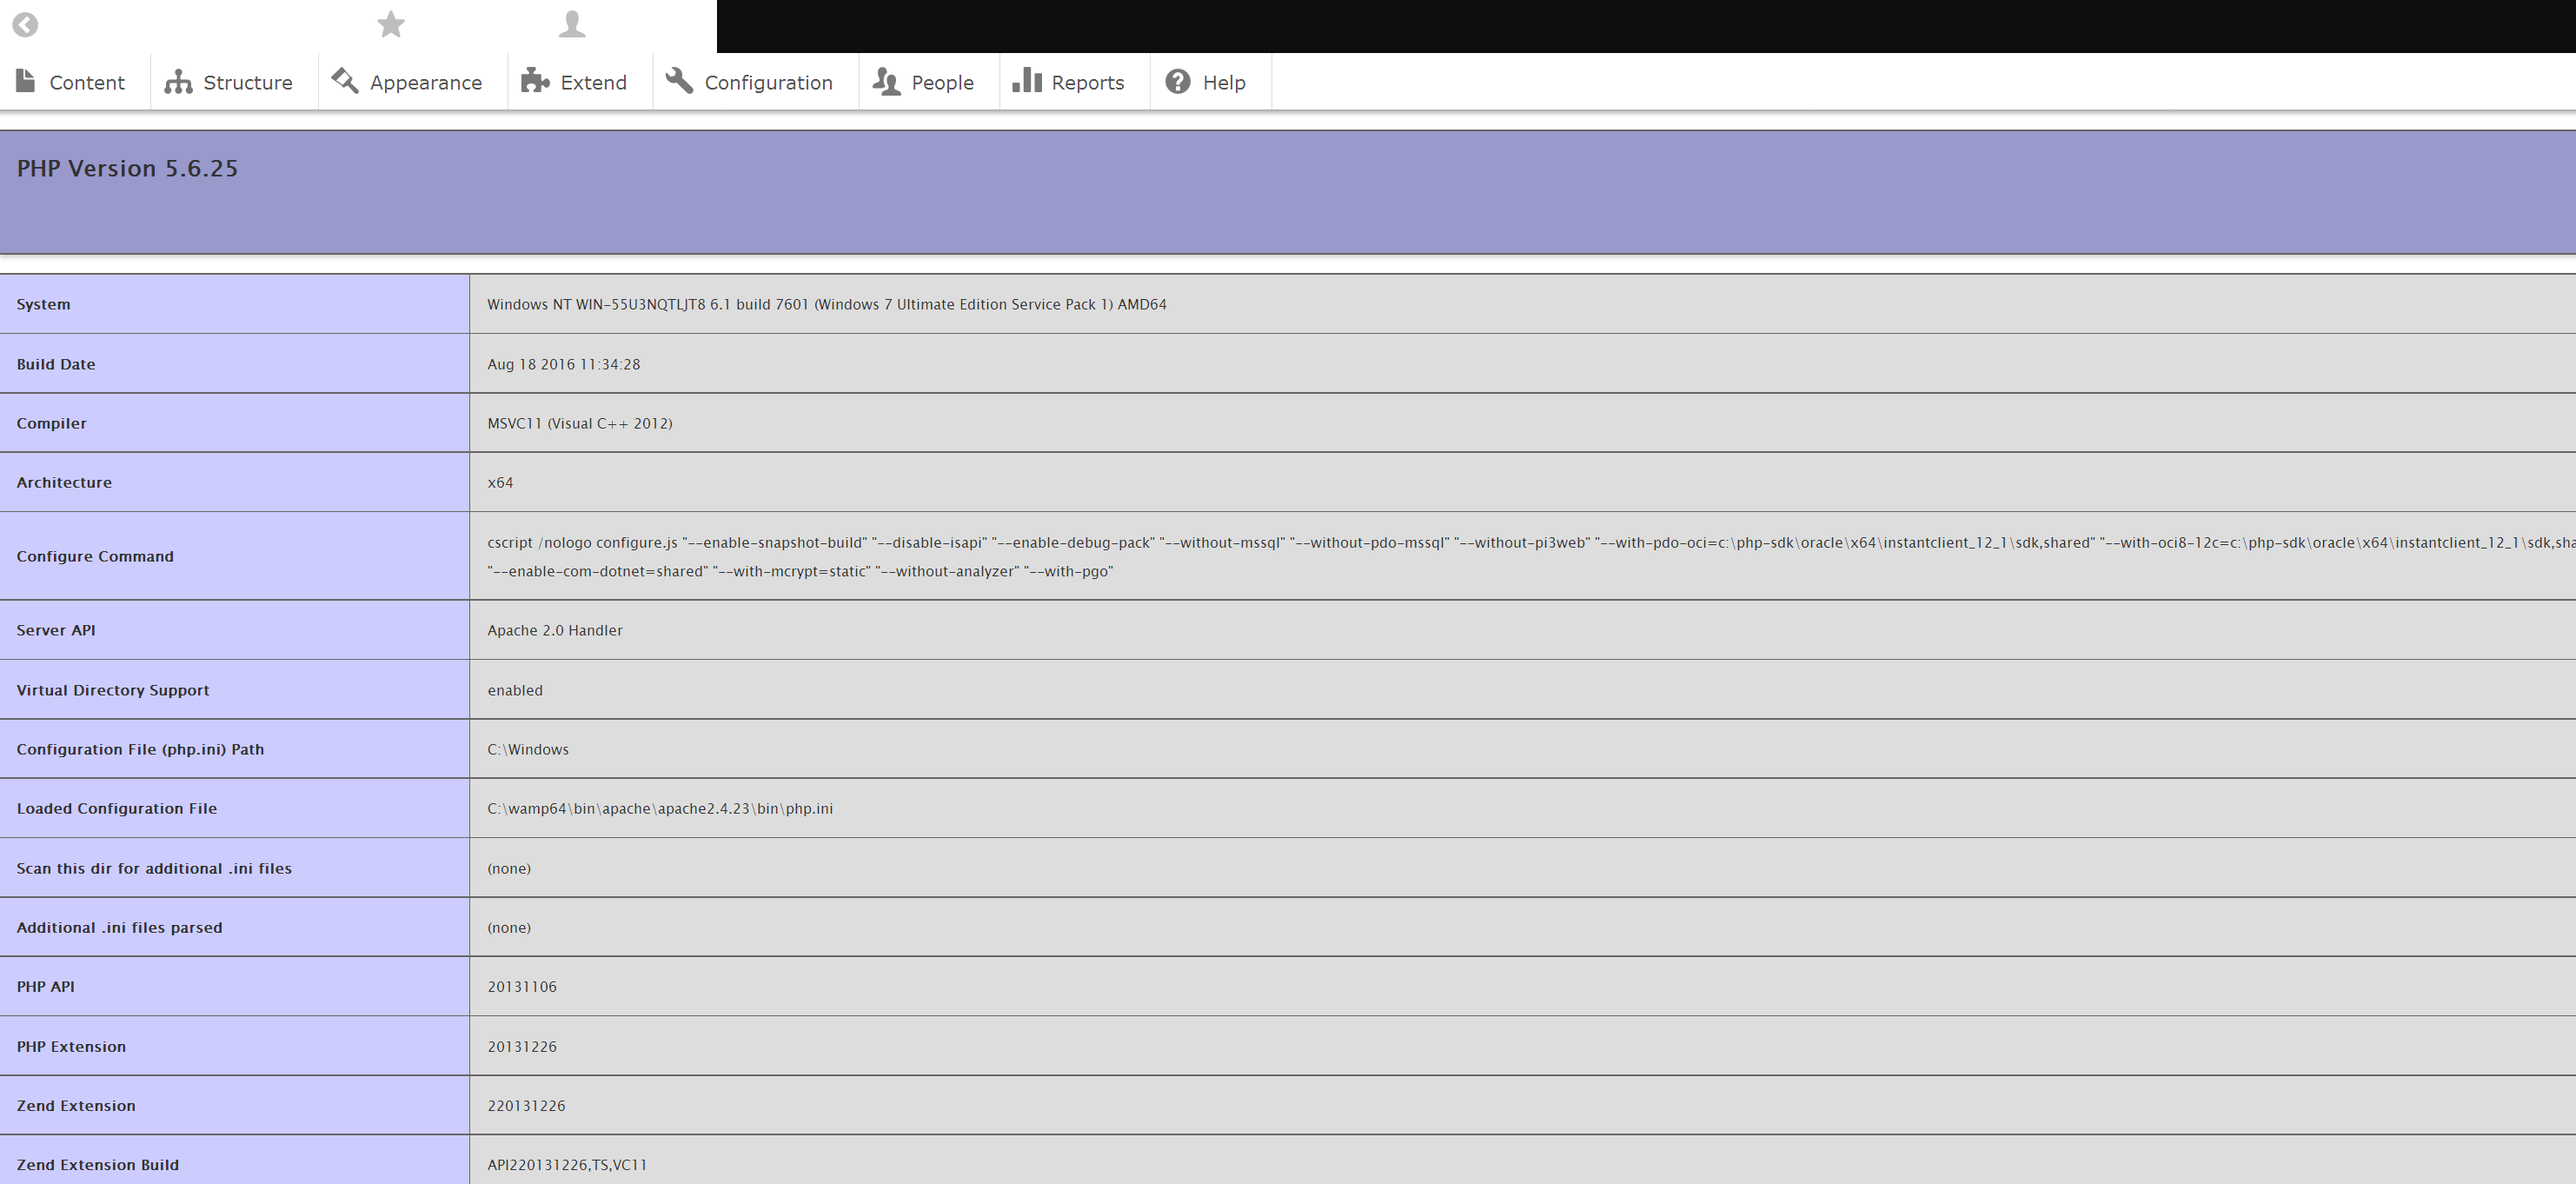 Content Structure Appearance Extend Configuration People Reports Help
PHP Version 5.6.25
System Windows NT WIN-55U3NQTLJT8 6.1 build 7601 (Windows 7 Ultimate Edition Service Pack 1) AMD64
Build Date Aug 18 2016 11:34:28
Compiler MSVC11 (Visual C++ 2012)
Architecture x64
Configure Command cscript /nologo configure.js "--enable-snapshot-build" "--disable-isapi" "--enable-debug-pack" "--without-mssql" "--without-pdo-mssql" "--without-pi3web" "--with-pdo-oci=c:\php-sdk\oracle\x64\instantclient_12_1\sdk,shared" "--with-oci8-12c=c:\php-sdk\oracle\x64\instantclient_12_1\sdk,sha
"--enable-com-dotnet=shared" "--with-mcrypt=static" "--without-analyzer" "--with-pgo"
Server API Apache 2.0 Handler
Virtual Directory Support enabled
Configuration File (php.ini) Path C:\Windows
Loaded Configuration File C:\wamp64\bin\apache\apache2.4.23\bin\php.ini
Scan this dir for additional .ini files (none)
Additional .ini files parsed (none)
PHP API 20131106
PHP Extension 20131226
Zend Extension 220131226
Zend Extension Build API220131226,TS,VC11